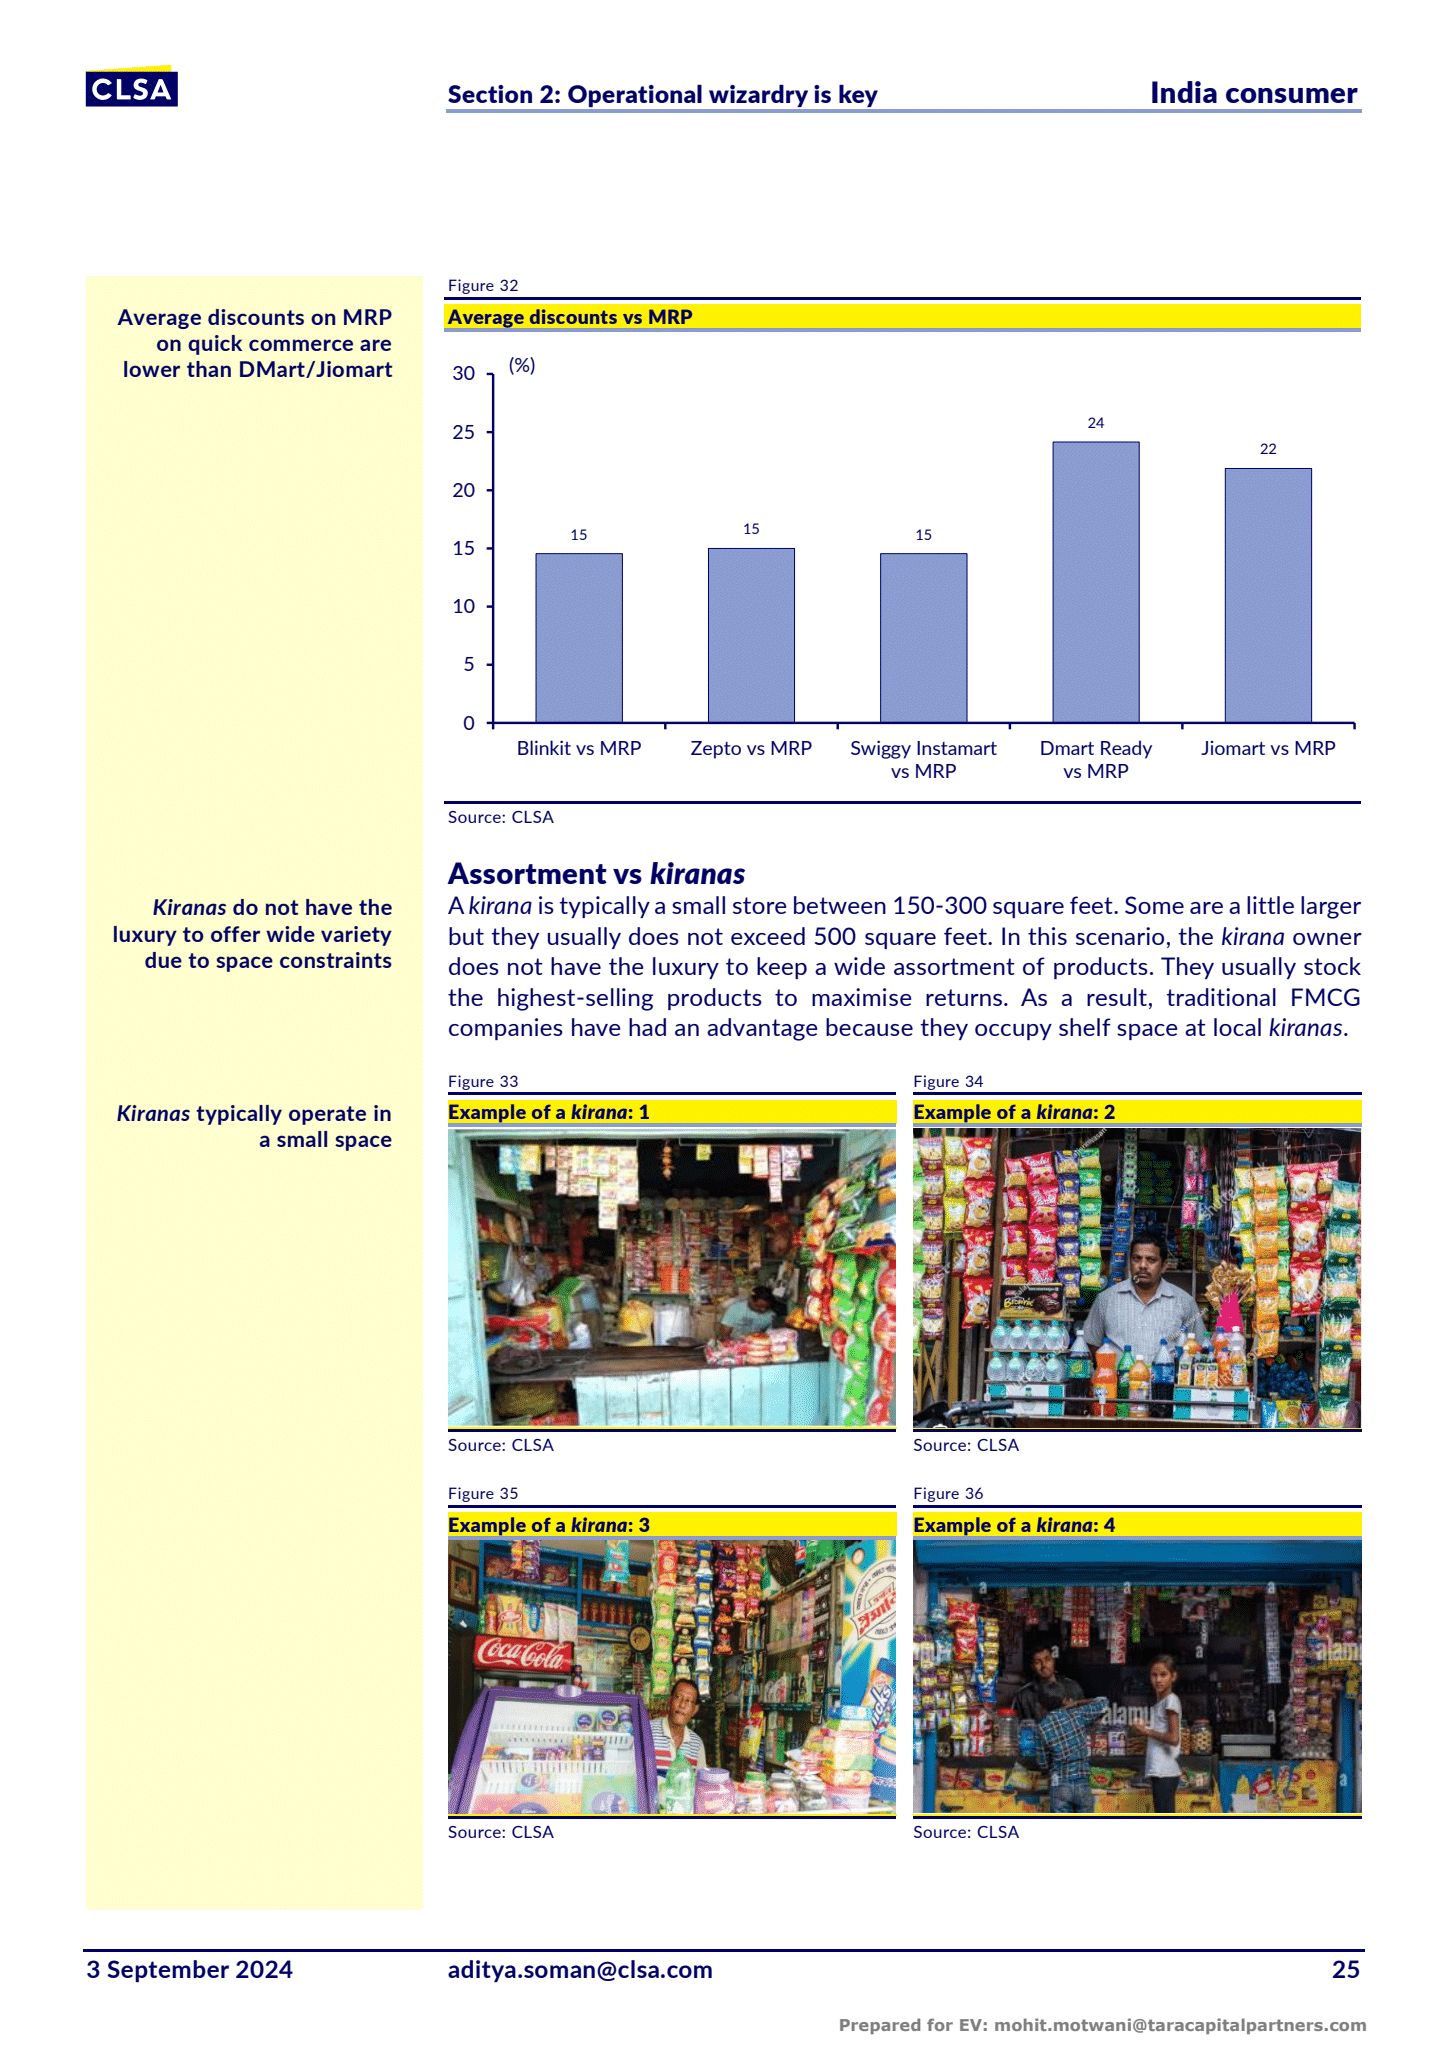 CLSA
Section 2: Operational wizardry is key
India consumer
Average discounts on MRP
on quick commerce are
lower than DMart/Jiomart
Figure 32
Average discounts vs MRP
(%)
30
25
20
15
10
5
0
15
15
15
24
22
Blinkit vs MRP
Zepto vs MRP
Swiggy Instamart
vs MRP
Dmart Ready
vs MRP
Jiomart vs MRP
Source: CLSA
Assortment vs kiranas
Kiranas do not have the
luxury to offer wide variety
due to space constraints
A kirana is typically a small store between 150-300 square feet. Some are a little larger
but they usually does not exceed 500 square feet. In this scenario, the kirana owner
does not have the luxury to keep a wide assortment of products. They usually stock
the highest-selling products to maximise returns. As a result, traditional FMCG
companies have had an advantage because they occupy shelf space at local kiranas.
Kiranas typically operate in
a small space
Figure 33
Example of a kirana: 1
Source: CLSA
Figure 34
Example of a kirana: 2
Source: CLSA
Figure 35
Example of a kirana: 3
Coca-Cola
Source: CLSA
Figure 36
Example of a kirana: 4
alamy
Source: CLSA
3 September 2024
aditya.soman@clsa.com
25
Prepared for EV: mohit.motwani@taracapitalpartners.com